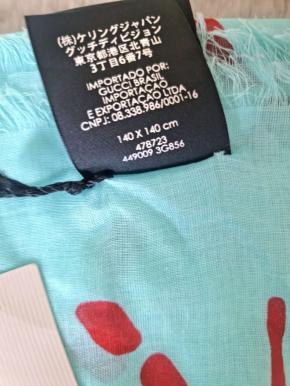 (株)ケリングジャパン
グッチディビジョン
東京都港区北青山
3丁目6番7号
IMPORTADO POR:
GUCCI BRASIL
IMPORTAÇAO
E EXPORTAÇAO LTDA
CNPJ: 08.338.986/0001-16
140 X 140 cm
478723
449009 3G856